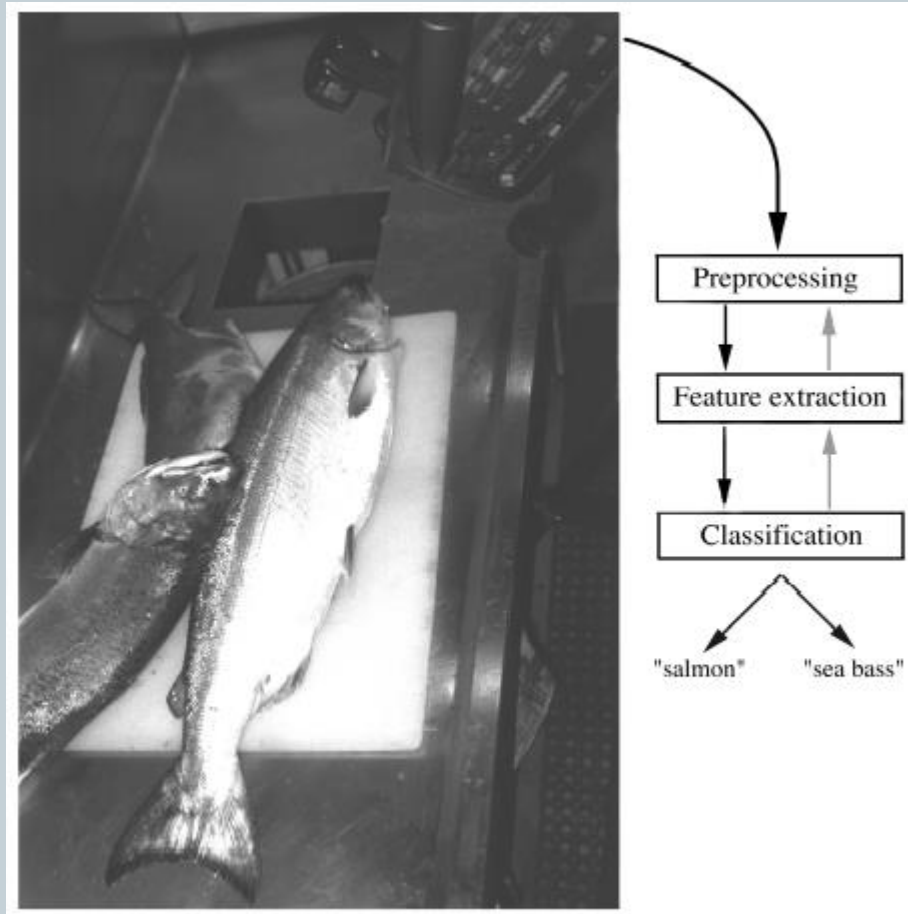 Preprocessing
Feature extraction
Classification
"salmon"
"sea bass"